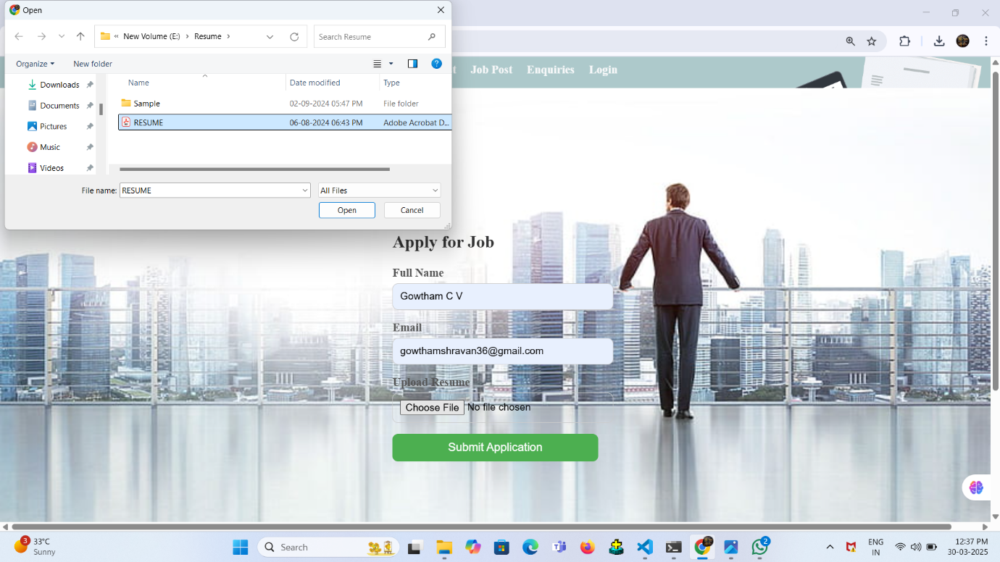 Open
« New Volume (E:) › Resume ›
Search Resume
Organize
New folder
Name
Date modified
Type
Downloads
Documents
Pictures
Music
Videos
Sample
02-09-2024 05:47 PM
File folder
RESUME
06-08-2024 06:43 PM
Adobe Acrobat D...
File name:
RESUME
All Files
Open
Cancel
t
Job Post
Enquiries
Login
Apply for Job
Full Name
Gowtham C V
Email
gowthamshravan36@gmail.com
Upload Resume
Choose File No file chosen
Submit Application
3
33°C
Sunny
Search
2
ENG
IN
12:37 PM
30-03-2025